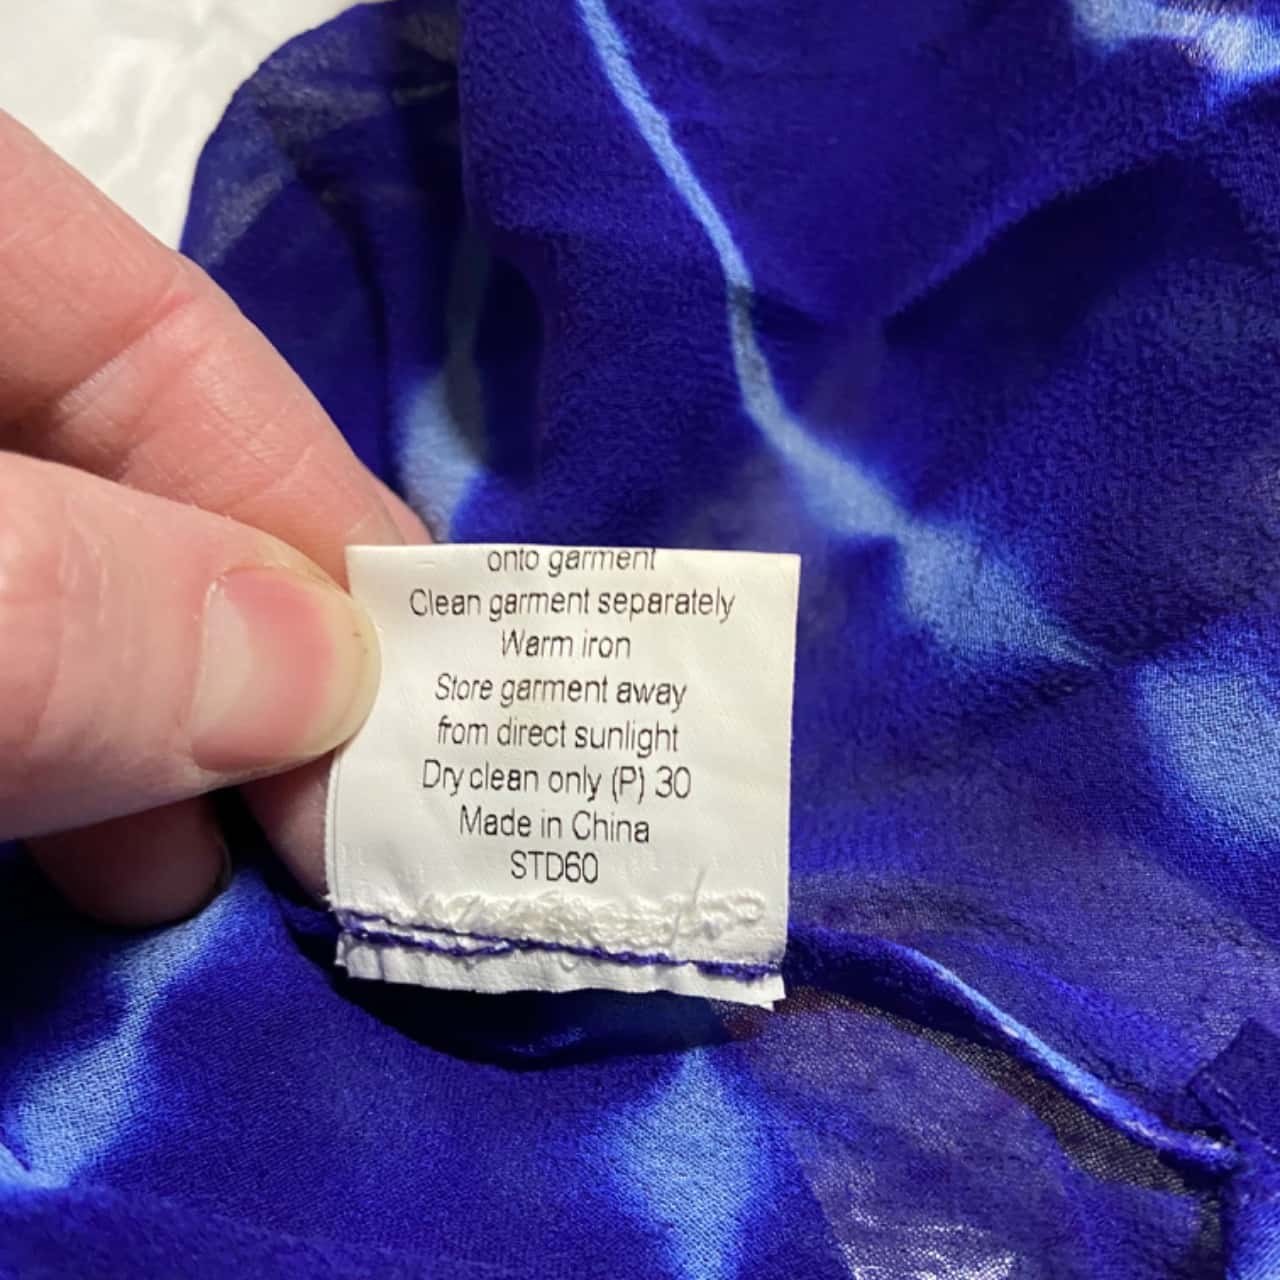 onto garment
Clean garment separately
Warm iron
Store garment away
from direct sunlight
Dry clean only (P) 30
Made in China
STD60